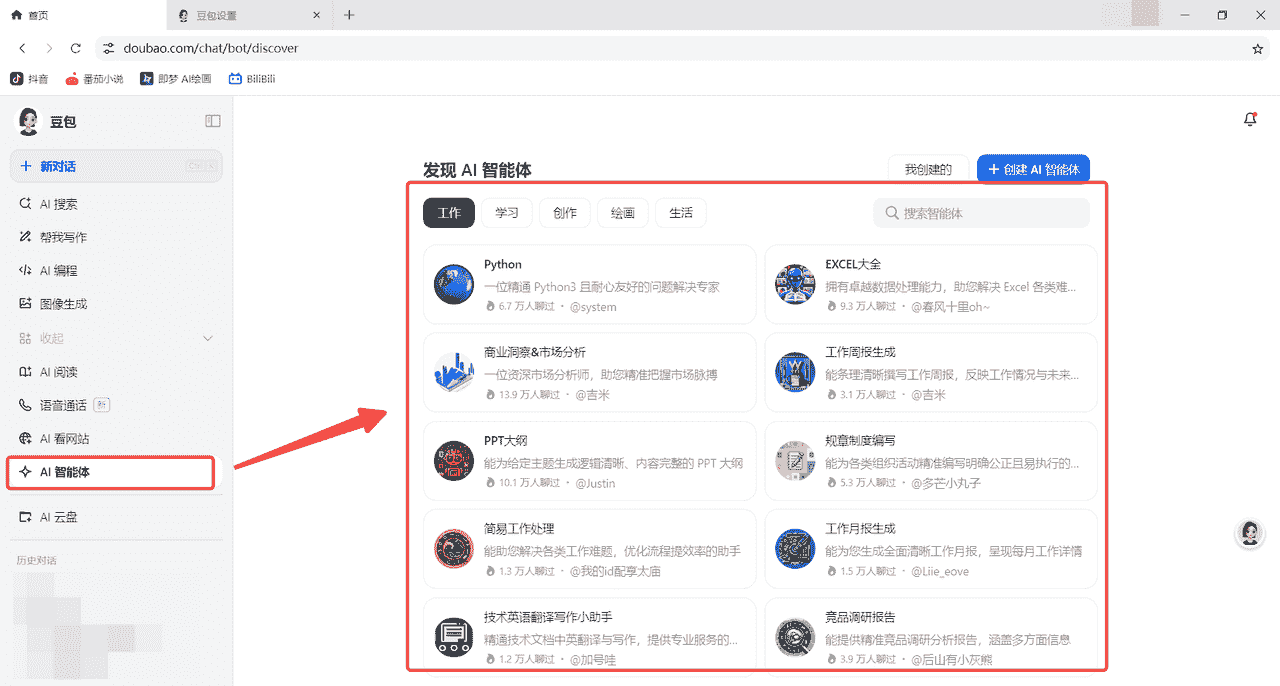 首页
豆包设置
doubao.com/chat/bot/discover
抖音
番茄小说
即梦 AI绘画
BiliBili
豆包
新对话
Ctrl K
AI 搜索
帮我写作
AI 编程
图像生成
收起
AI 阅读
语音通话 新
AI 看网站
AI 智能体
AI 云盘
历史对话
发现 AI 智能体
我创建的
+ 创建 AI 智能体
工作
学习
创作
绘画
生活
搜索智能体
Python
一位精通 Python3 且耐心友好的问题解决专家
6.7 万人聊过 · @system
EXCEL大全
拥有卓越数据处理能力，助您解决 Excel 各类难...
9.3 万人聊过 · @春风十里oh~
商业洞察&市场分析
一位资深市场分析师，助您精准把握市场脉搏
13.9 万人聊过 · @吉米
工作周报生成
能条理清晰撰写工作周报，反映工作情况与未来...
3.1 万人聊过 · @吉米
PPT大纲
能为给定主题生成逻辑清晰、内容完整的 PPT 大纲
10.1 万人聊过 · @Justin
规章制度编写
能为各类组织活动精准编写明确公正且易执行的...
5.3 万人聊过 · @多芒小丸子
简易工作处理
能助您解决各类工作难题，优化流程提效率的助手
1.3 万人聊过 · @我的id配享太庙
工作月报生成
能为您生成全面清晰工作月报，呈现每月工作详情
1.5 万人聊过 · @Liie_eove
技术英语翻译写作小助手
精通技术文档中英翻译与写作，提供专业服务的...
1.2 万人聊过 · @加号哇
竞品调研报告
能提供精准竞品调研分析报告，涵盖多方面信息
3.9 万人聊过 · @后山有小灰熊